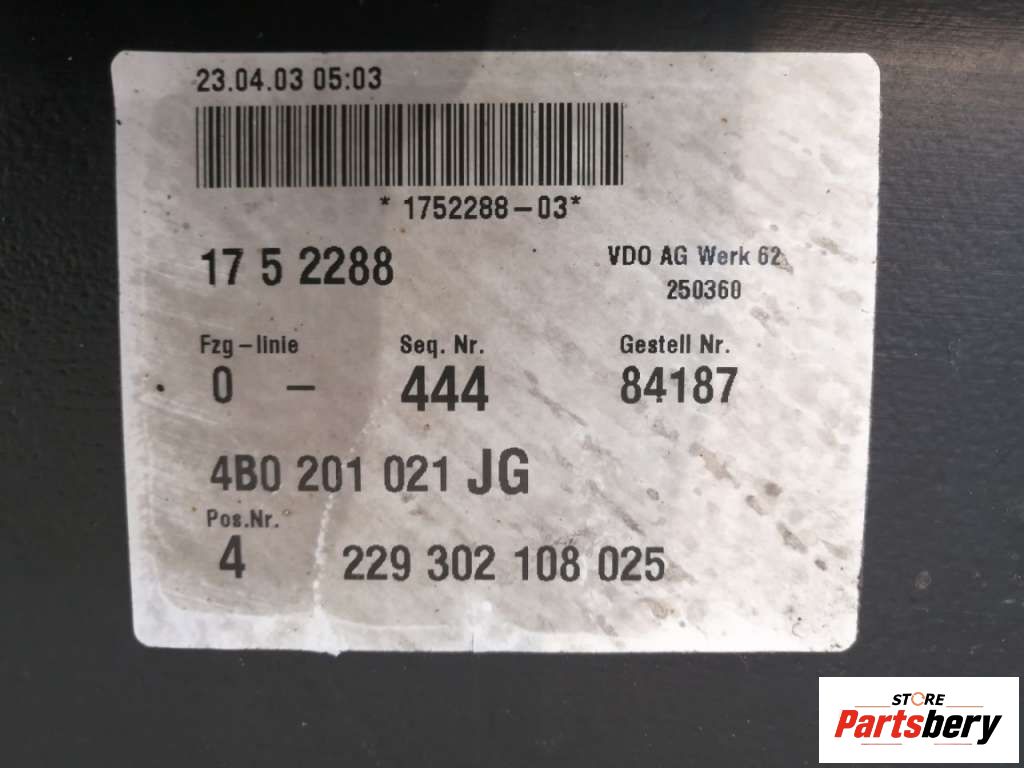 23.04.03 05:03
* 1752288-03*
17 5 2288
VDO AG Werk 62
250360
Fzg-linie Seq. Nr. Gestell Nr.
0 - 444 84187
4B0 201 021 JG
Pos.Nr.
4 229 302 108 025
STORE
Partsbery